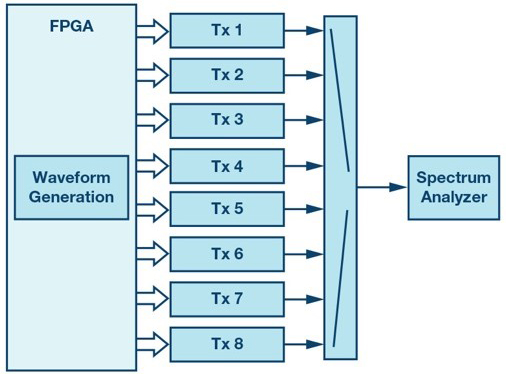 FPGA
Waveform
Generation
Tx 1
Tx 2
Tx 3
Tx 4
Tx 5
Tx 6
Tx 7
Tx 8
Spectrum
Analyzer